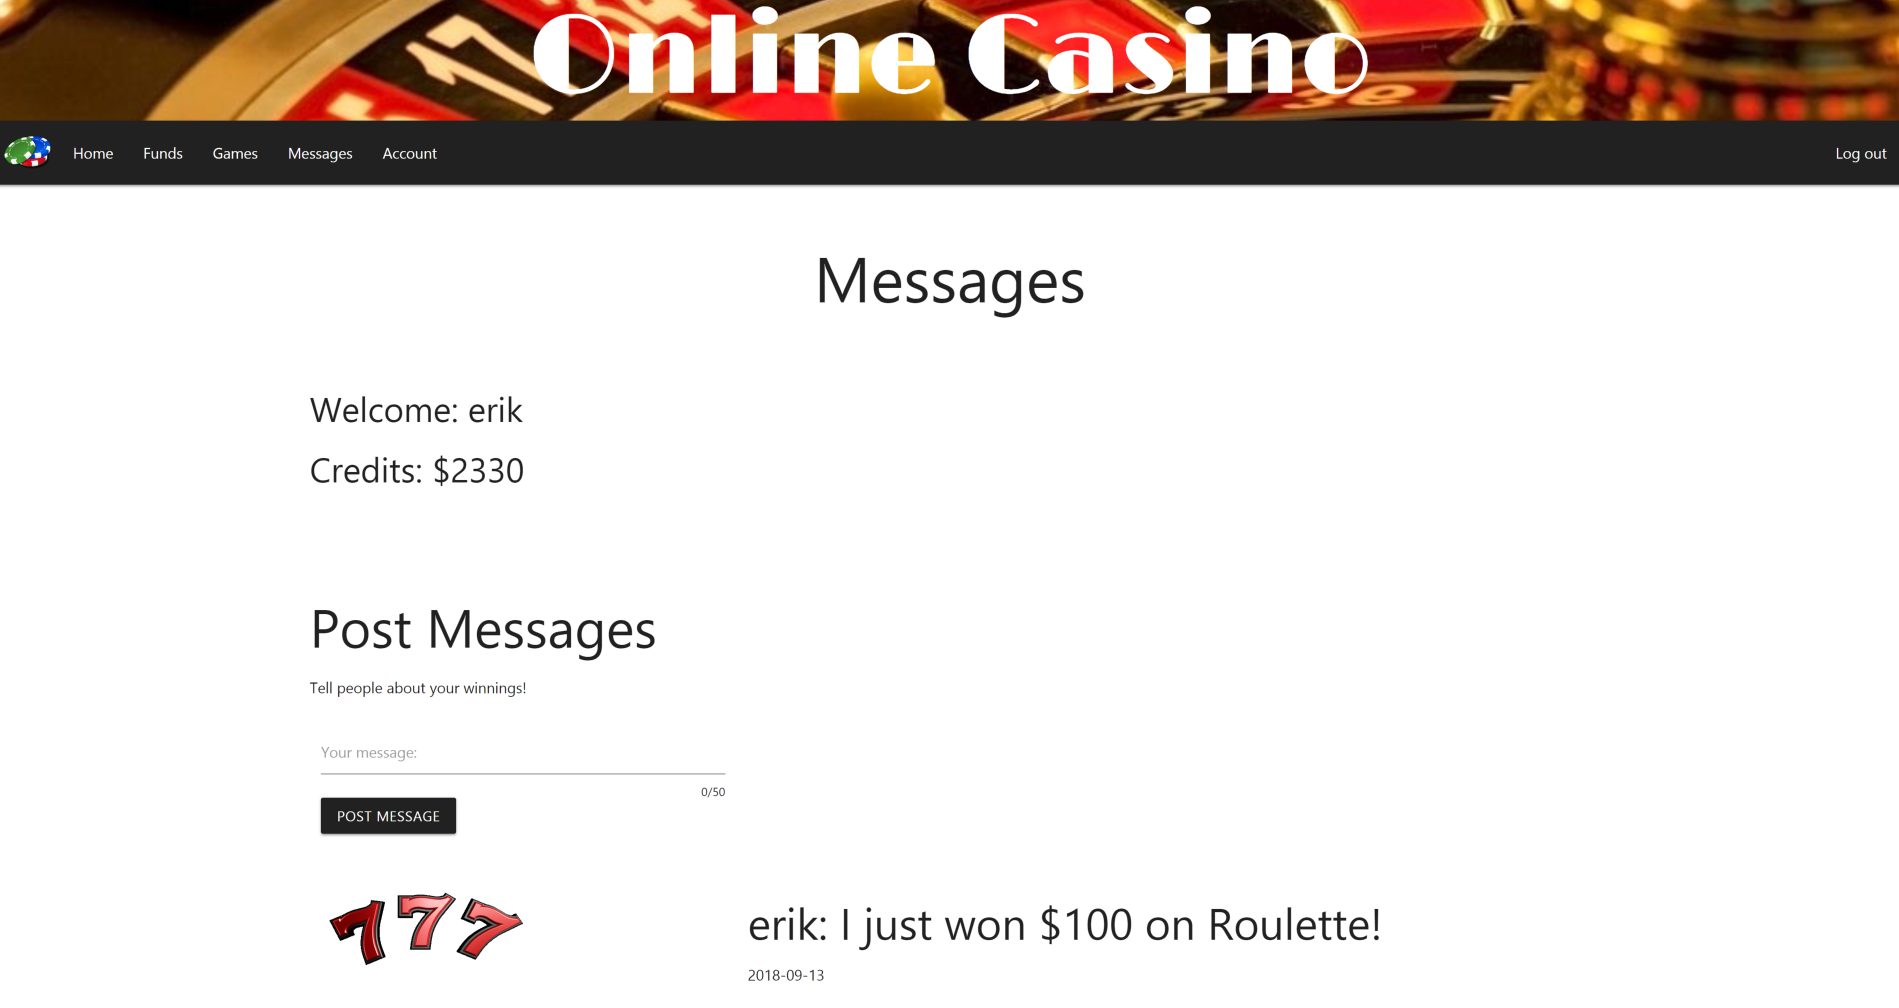 17
Online Casino
Home Funds Games Messages Account Log out
Messages
Welcome: erik
Credits: $2330
Post Messages
Tell people about your winnings!
Your message:
0/50
POST MESSAGE
777
erik: I just won $100 on Roulette!
2018-09-13